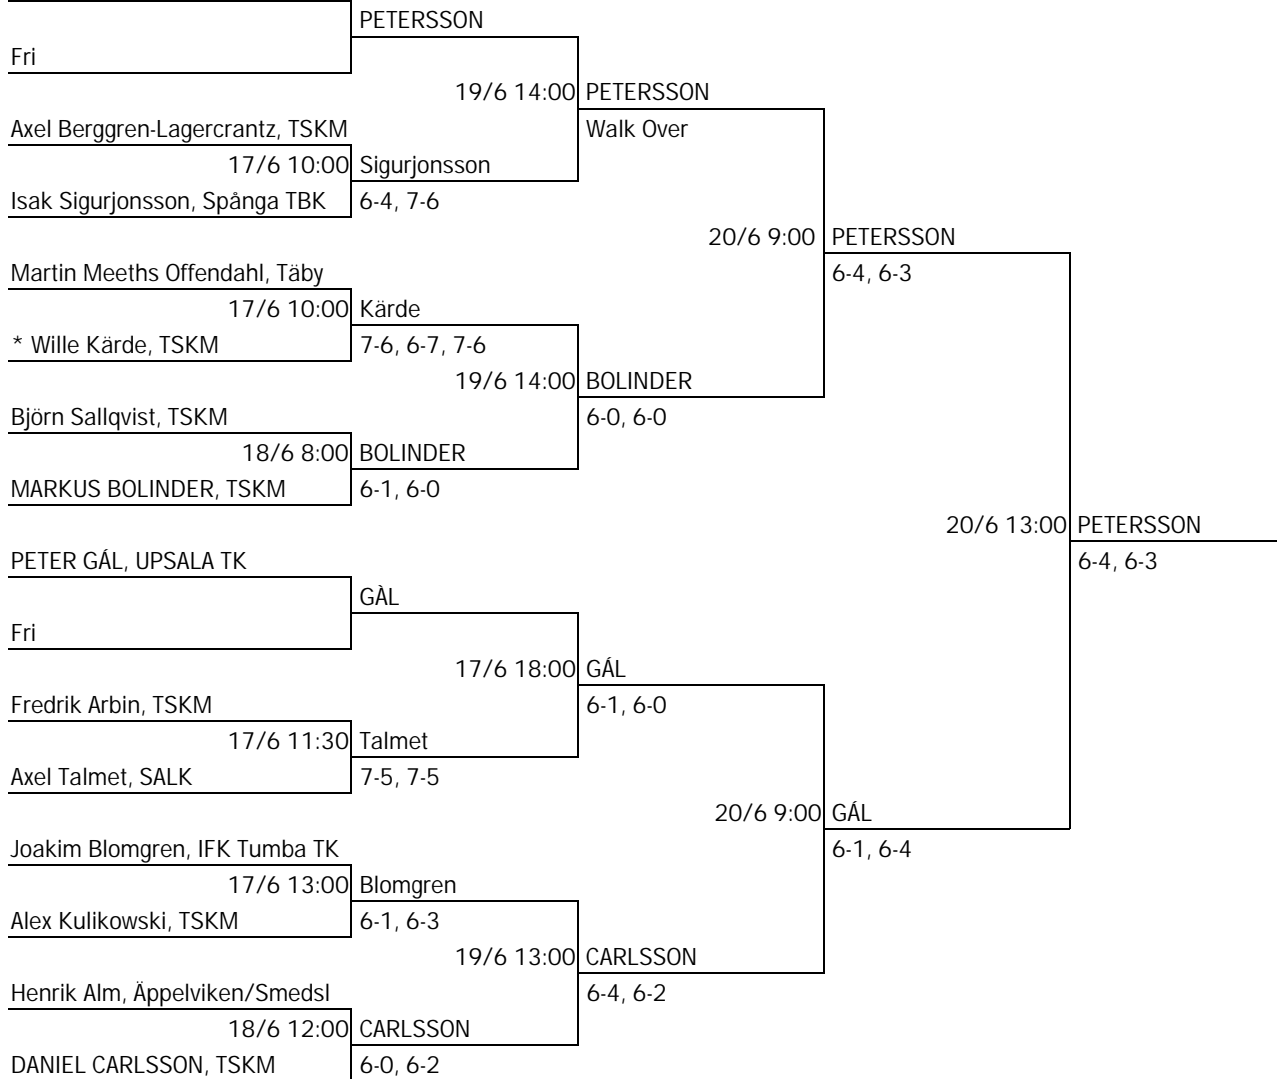 PETERSSON
Fri
19/6 14:00 PETERSSON
Axel Berggren-Lagercrantz, TSKM
Walk Over
17/6 10:00 Sigurjonsson
Isak Sigurjonsson, Spånga TBK
6-4, 7-6
20/6 9:00 PETERSSON
Martin Meeths Offendahl, Täby
6-4, 6-3
17/6 10:00 Kärde
* Wille Kärde, TSKM
7-6, 6-7, 7-6
19/6 14:00 BOLINDER
Björn Sallqvist, TSKM
6-0, 6-0
18/6 8:00 BOLINDER
MARKUS BOLINDER, TSKM
6-1, 6-0
20/6 13:00 PETERSSON
PETER GÁL, UPSALA TK
6-4, 6-3
GÀL
Fri
17/6 18:00 GÁL
Fredrik Arbin, TSKM
6-1, 6-0
17/6 11:30 Talmet
Axel Talmet, SALK
7-5, 7-5
20/6 9:00 GÁL
Joakim Blomgren, IFK Tumba TK
6-1, 6-4
17/6 13:00 Blomgren
Alex Kulikowski, TSKM
6-1, 6-3
19/6 13:00 CARLSSON
Henrik Alm, Äppelviken/Smedsl
6-4, 6-2
18/6 12:00 CARLSSON
DANIEL CARLSSON, TSKM
6-0, 6-2